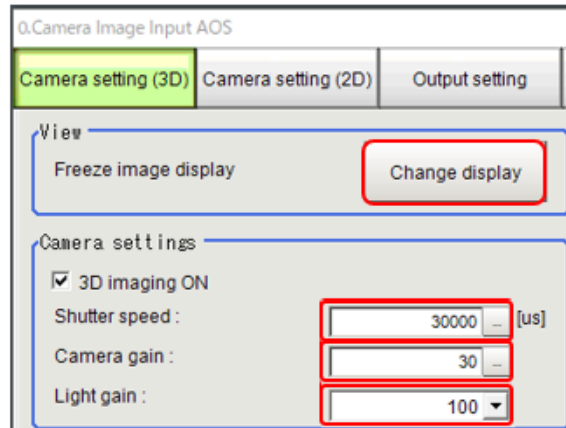 0.Camera Image Input AOS
Camera setting (3D) Camera setting (2D) Output setting
View
Freeze image display Change display
Camera settings
3D imaging ON
Shutter speed : 30000 ... [us]
Camera gain : 30 ...
Light gain : 100